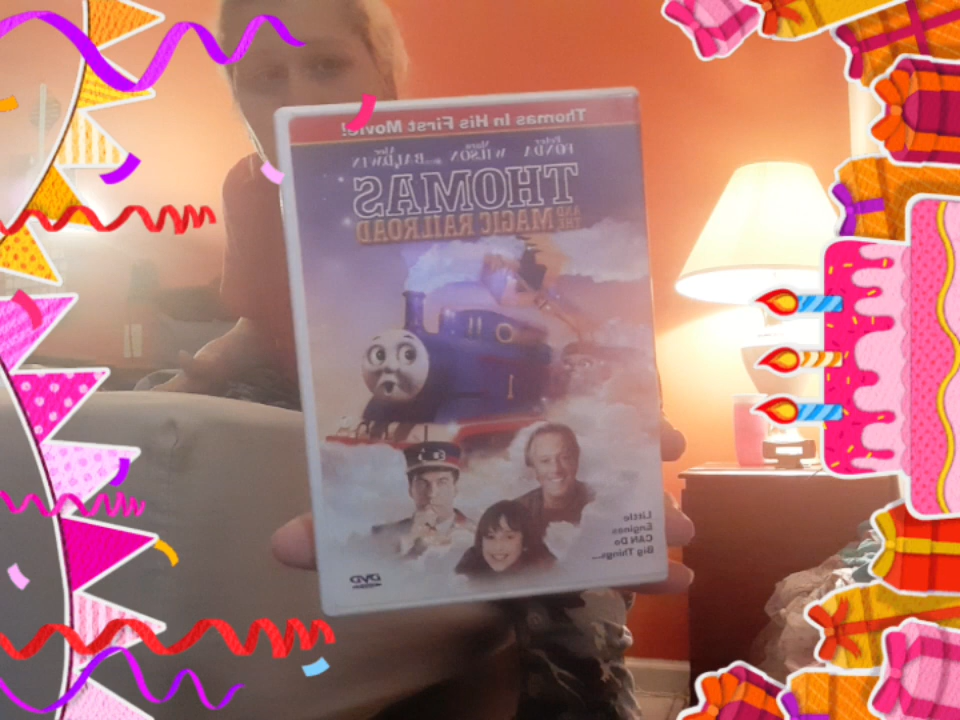 Thomas In His First Movie!
Peter FONDA Mara WILSON and Alec BALDWIN
THOMAS
AND THE MAGIC RAILROAD
Little
Engines
CAN Do
Big Things...
DVD